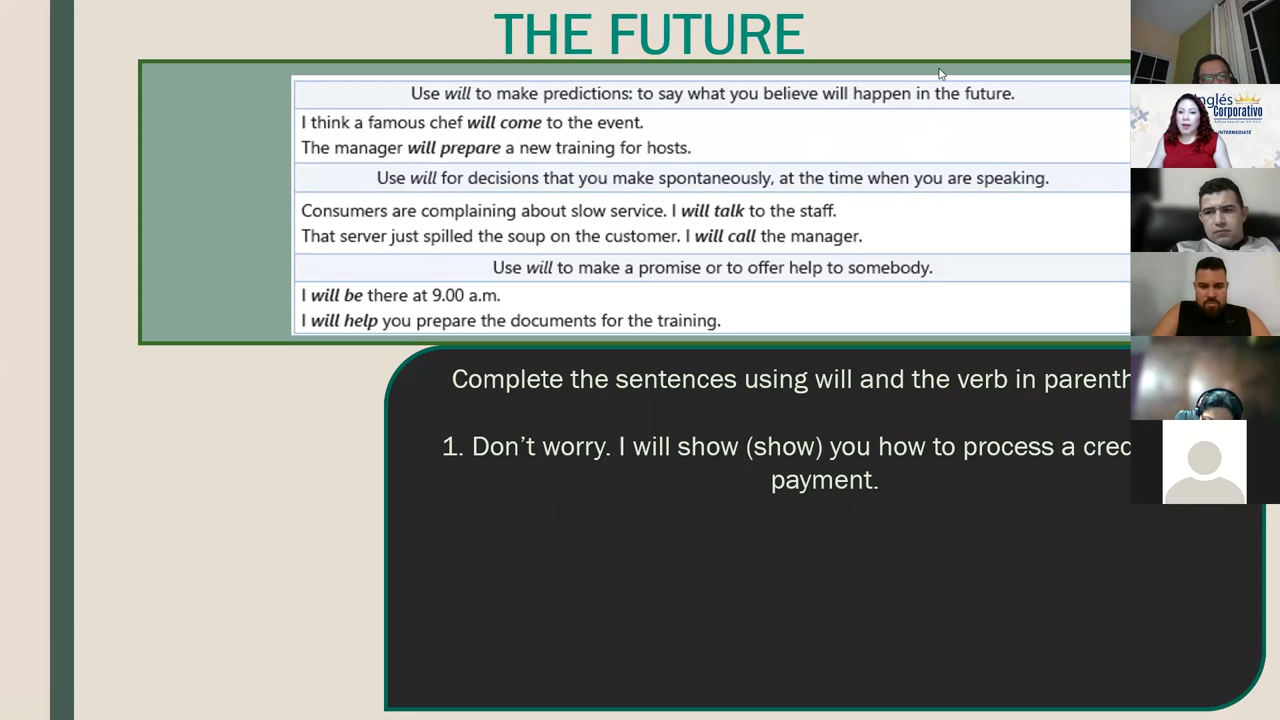 THE FUTURE
Use will to make predictions: to say what you believe will happen in the future.
I think a famous chef will come to the event.
The manager will prepare a new training for hosts.
Use will for decisions that you make spontaneously, at the time when you are speaking.
Consumers are complaining about slow service. I will talk to the staff.
That server just spilled the soup on the customer. I will call the manager.
Use will to make a promise or to offer help to somebody.
I will be there at 9.00 a.m.
I will help you prepare the documents for the training.
Complete the sentences using will and the verb in parenth
1. Don’t worry. I will show (show) you how to process a cred
payment.
Inglés
Corporativo
INTERMEDIATE